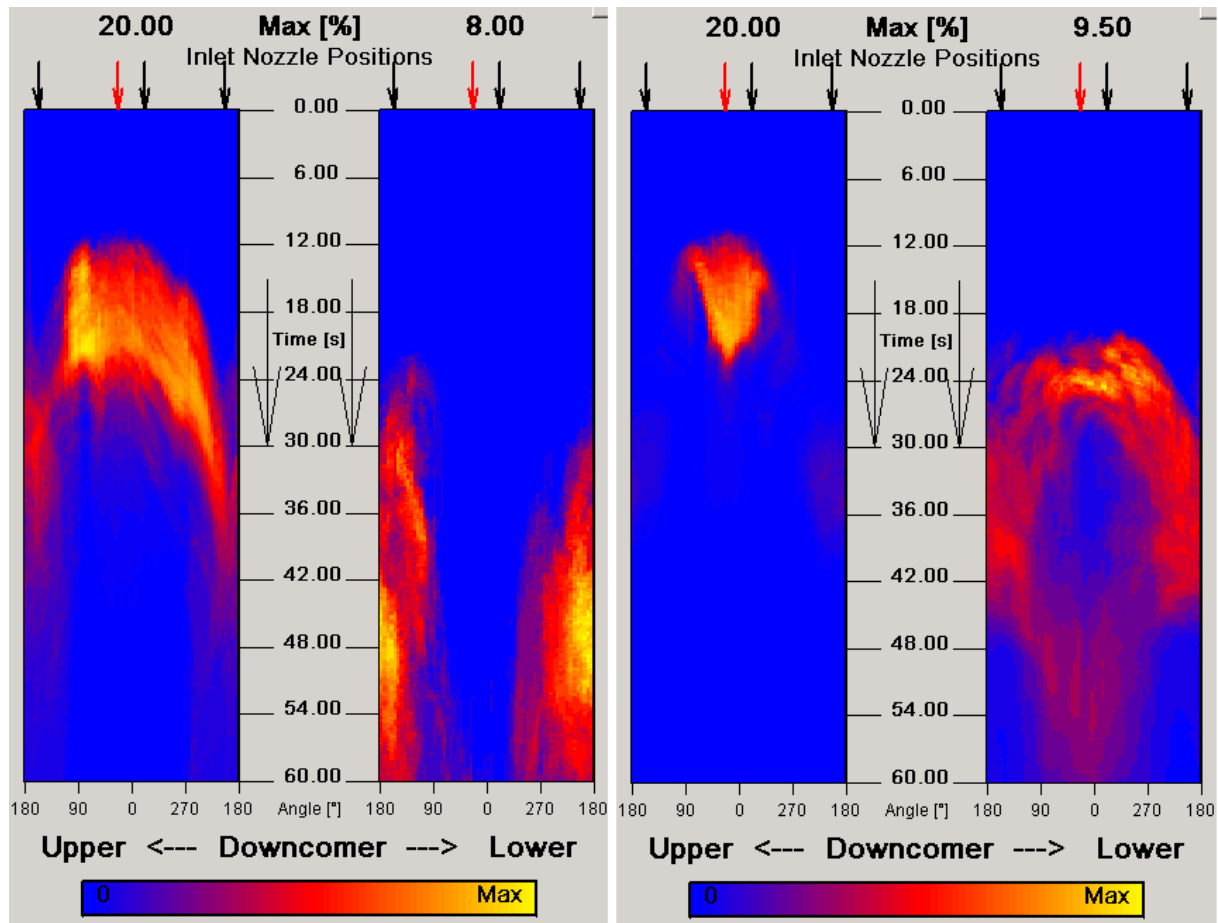 20.00 Max [%] 8.00
Inlet Nozzle Positions
0.00
6.00
12.00
18.00
Time [s]
24.00
30.00
36.00
42.00
48.00
54.00
60.00
180 90 0 270 180 Angle [°] 180 90 0 270 180
Upper <--- Downcomer ---> Lower
0 Max
20.00 Max [%] 9.50
Inlet Nozzle Positions
0.00
6.00
12.00
18.00
Time [s]
24.00
30.00
36.00
42.00
48.00
54.00
60.00
180 90 0 270 180 Angle [°] 180 90 0 270 180
Upper <--- Downcomer ---> Lower
0 Max